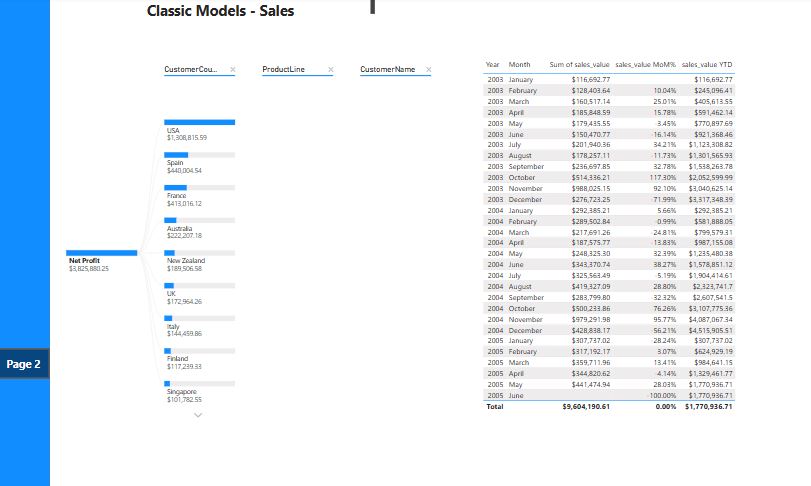 Classic Models - Sales
CustomerCou... ×
ProductLine ×
CustomerName ×
USA
$1,308,815.59
Spain
$440,004.54
France
$413,016.12
Australia
$222,207.18
Net Profit
$3,825,880.25
New Zealand
$189,506.58
UK
$172,964.26
Italy
$144,459.86
Finland
$117,239.33
Singapore
$101,782.55
Page 2
Year Month Sum of sales_value sales_value MoM% sales_value YTD
2003 January $116,692.77 $116,692.77
2003 February $128,403.64 10.04% $245,096.41
2003 March $160,517.14 25.01% $405,613.55
2003 April $185,848.59 15.78% $591,462.14
2003 May $179,435.55 -3.45% $770,897.69
2003 June $150,470.77 -16.14% $921,368.46
2003 July $201,940.36 34.21% $1,123,308.82
2003 August $178,257.11 -11.73% $1,301,565.93
2003 September $236,697.85 32.78% $1,538,263.78
2003 October $514,336.21 117.30% $2,052,599.99
2003 November $988,025.15 92.10% $3,040,625.14
2003 December $276,723.25 -71.99% $3,317,348.39
2004 January $292,385.21 5.66% $292,385.21
2004 February $289,502.84 -0.99% $581,888.05
2004 March $217,691.26 -24.81% $799,579.31
2004 April $187,575.77 -13.83% $987,155.08
2004 May $248,325.30 32.39% $1,235,480.38
2004 June $343,370.74 38.27% $1,578,851.12
2004 July $325,563.49 -5.19% $1,904,414.61
2004 August $419,327.09 28.80% $2,323,741.7
2004 September $283,799.80 -32.32% $2,607,541.5
2004 October $500,233.86 76.26% $3,107,775.36
2004 November $979,291.98 95.77% $4,087,067.34
2004 December $428,838.17 -56.21% $4,515,905.51
2005 January $307,737.02 -28.24% $307,737.02
2005 February $317,192.17 3.07% $624,929.19
2005 March $359,711.96 13.41% $984,641.15
2005 April $344,820.62 -4.14% $1,329,461.77
2005 May $441,474.94 28.03% $1,770,936.71
2005 June -100.00% $1,770,936.71
Total $9,604,190.61 0.00% $1,770,936.71